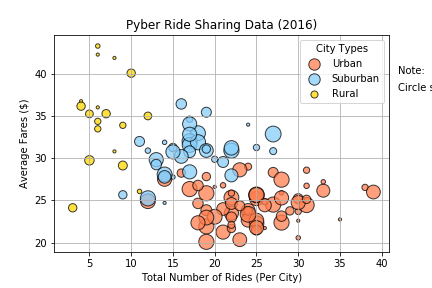 Pyber Ride Sharing Data (2016)
City Types
Urban
Suburban
Rural
Note:
Circle s
40
35
30
25
20
Average Fares ($)
5
10
15
20
25
30
35
40
Total Number of Rides (Per City)